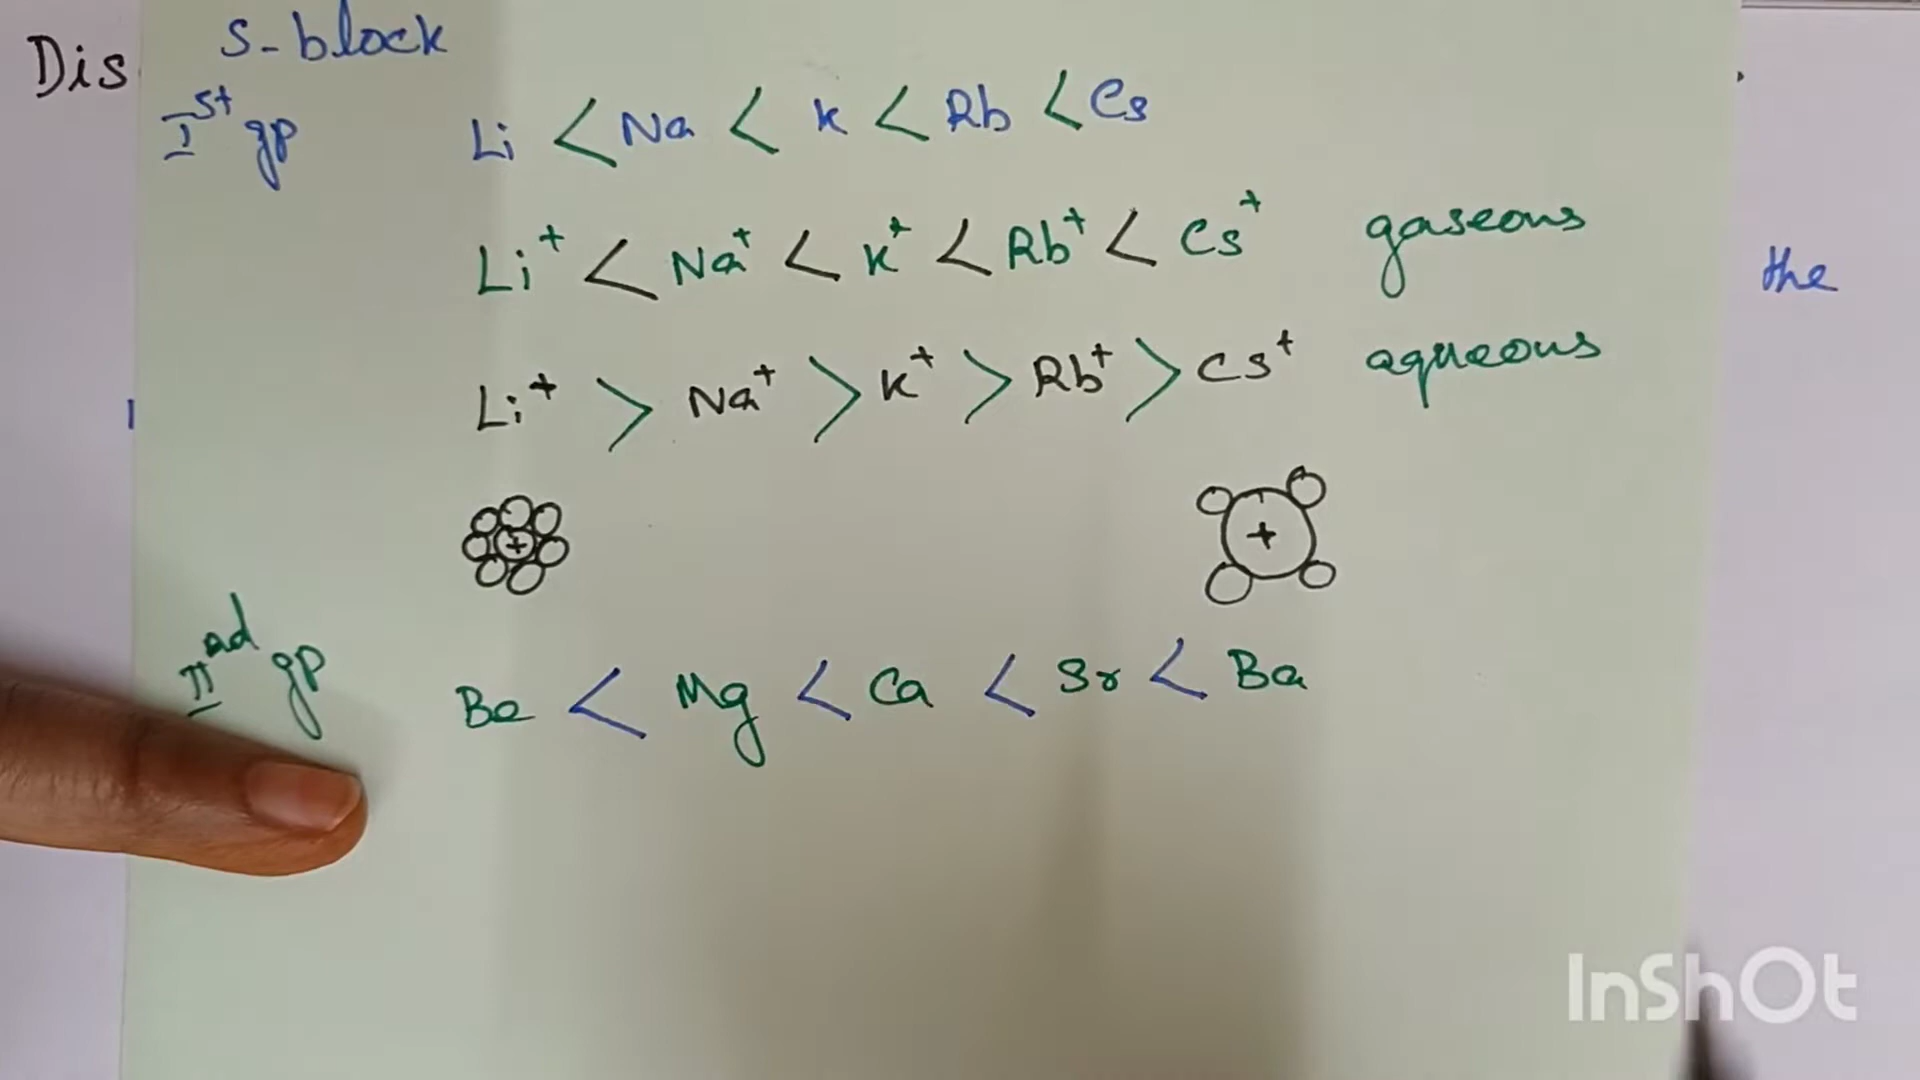 Dis
s-block
Ist gp Li < Na < K < Rb < Cs
Li+ < Na+ < K+ < Rb+ < Cs+ gaseous
the
Li+ > Na+ > K+ > Rb+ > Cs+ aqueous
+ +
IInd gp Be < Mg < Ca < Sr < Ba
InShOt